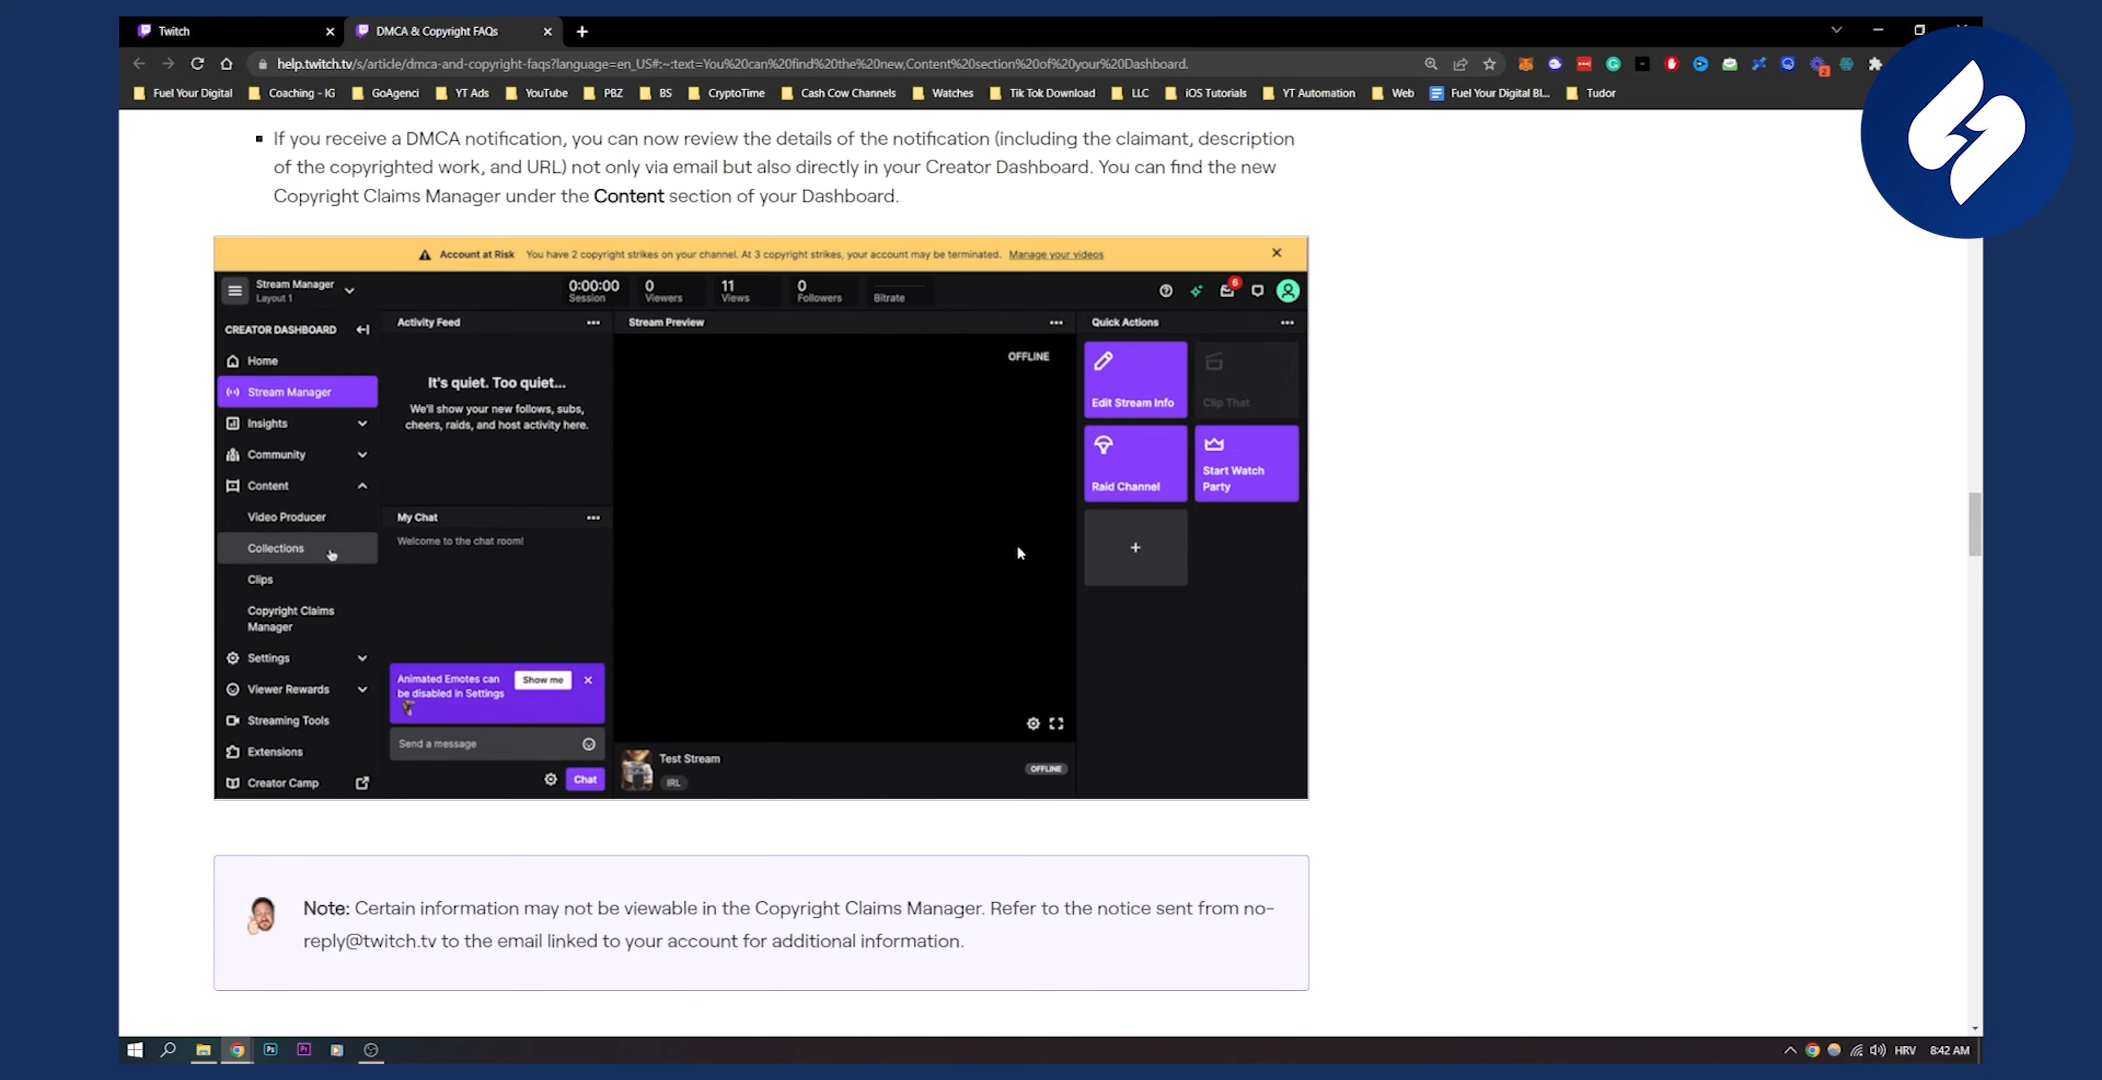 Twitch
DMCA & Copyright FAQs
help.twitch.tv/s/article/dmca-and-copyright-faqs?language=en_US#:~:text=You%20can%20find%20the%20new,Content%20section%20of%20your%20Dashboard.
Fuel Your Digital
Coaching - IG
GoAgenci
YT Ads
YouTube
PBZ
BS
CryptoTime
Cash Cow Channels
Watches
Tik Tok Download
LLC
iOS Tutorials
YT Automation
Web
Fuel Your Digital Bl...
Tudor
If you receive a DMCA notification, you can now review the details of the notification (including the claimant, description
of the copyrighted work, and URL) not only via email but also directly in your Creator Dashboard. You can find the new
Copyright Claims Manager under the Content section of your Dashboard.
Account at Risk You have 2 copyright strikes on your channel. At 3 copyright strikes, your account may be terminated. Manage your videos
Stream Manager
Layout 1
0:00:00
Session
0
Viewers
11
Views
0
Followers
Bitrate
6
CREATOR DASHBOARD
Home
Stream Manager
Insights
Community
Content
Video Producer
Collections
Clips
Copyright Claims
Manager
Settings
Viewer Rewards
Streaming Tools
Extensions
Creator Camp
Activity Feed
It's quiet. Too quiet...
We'll show your new follows, subs,
cheers, raids, and host activity here.
My Chat
Welcome to the chat room!
Animated Emotes can
be disabled in Settings
Show me
Send a message
Chat
Stream Preview
OFFLINE
Test Stream
IRL
OFFLINE
Quick Actions
Edit Stream Info
Clip That
Raid Channel
Start Watch
Party
Note: Certain information may not be viewable in the Copyright Claims Manager. Refer to the notice sent from no-
reply@twitch.tv to the email linked to your account for additional information.
Ps
Pr
HRV
8:42 AM